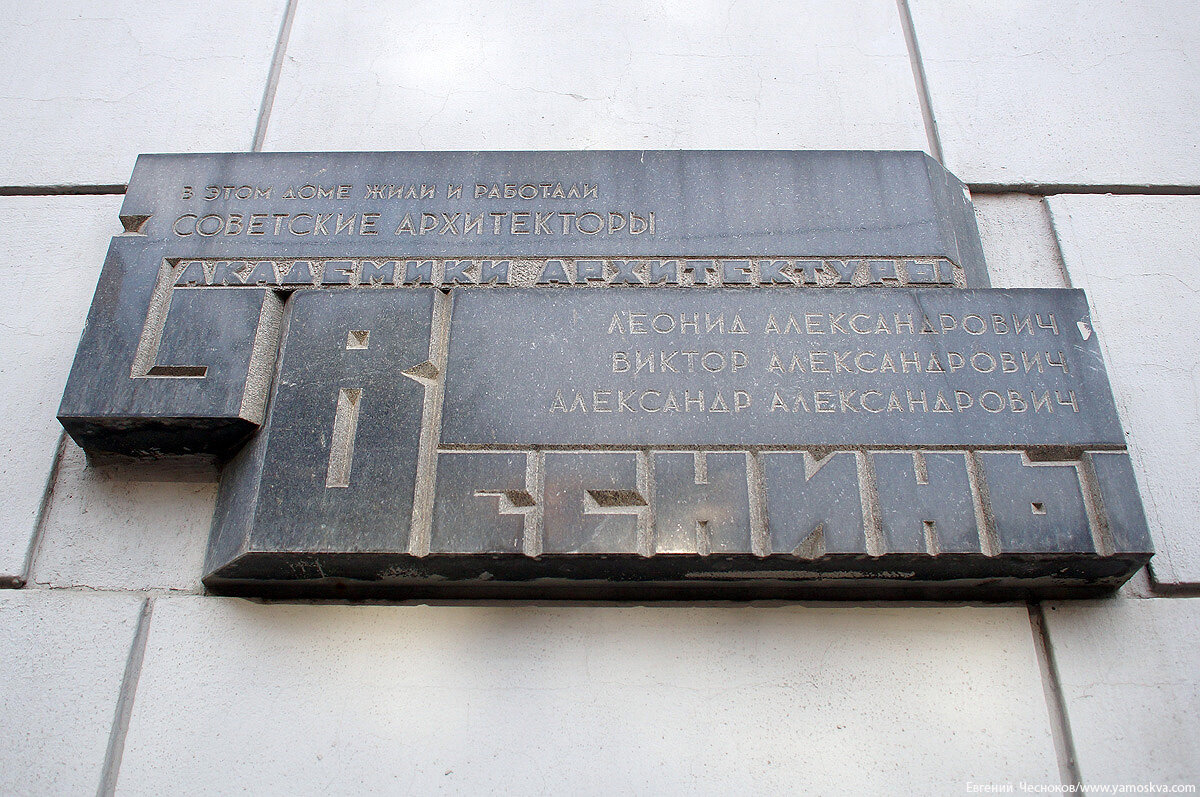 В ЭТОМ ДОМЕ ЖИЛИ И РАБОТАЛИ
СОВЕТСКИЕ АРХИТЕКТОРЫ
АКАДЕМИКИ АРХИТЕКТУРЫ
ЛЕОНИД АЛЕКСАНДРОВИЧ
ВИКТОР АЛЕКСАНДРОВИЧ
АЛЕКСАНДР АЛЕКСАНДРОВИЧ
ВЕСНИНЫ
Евгений Чесноков/www.yamoskva.com